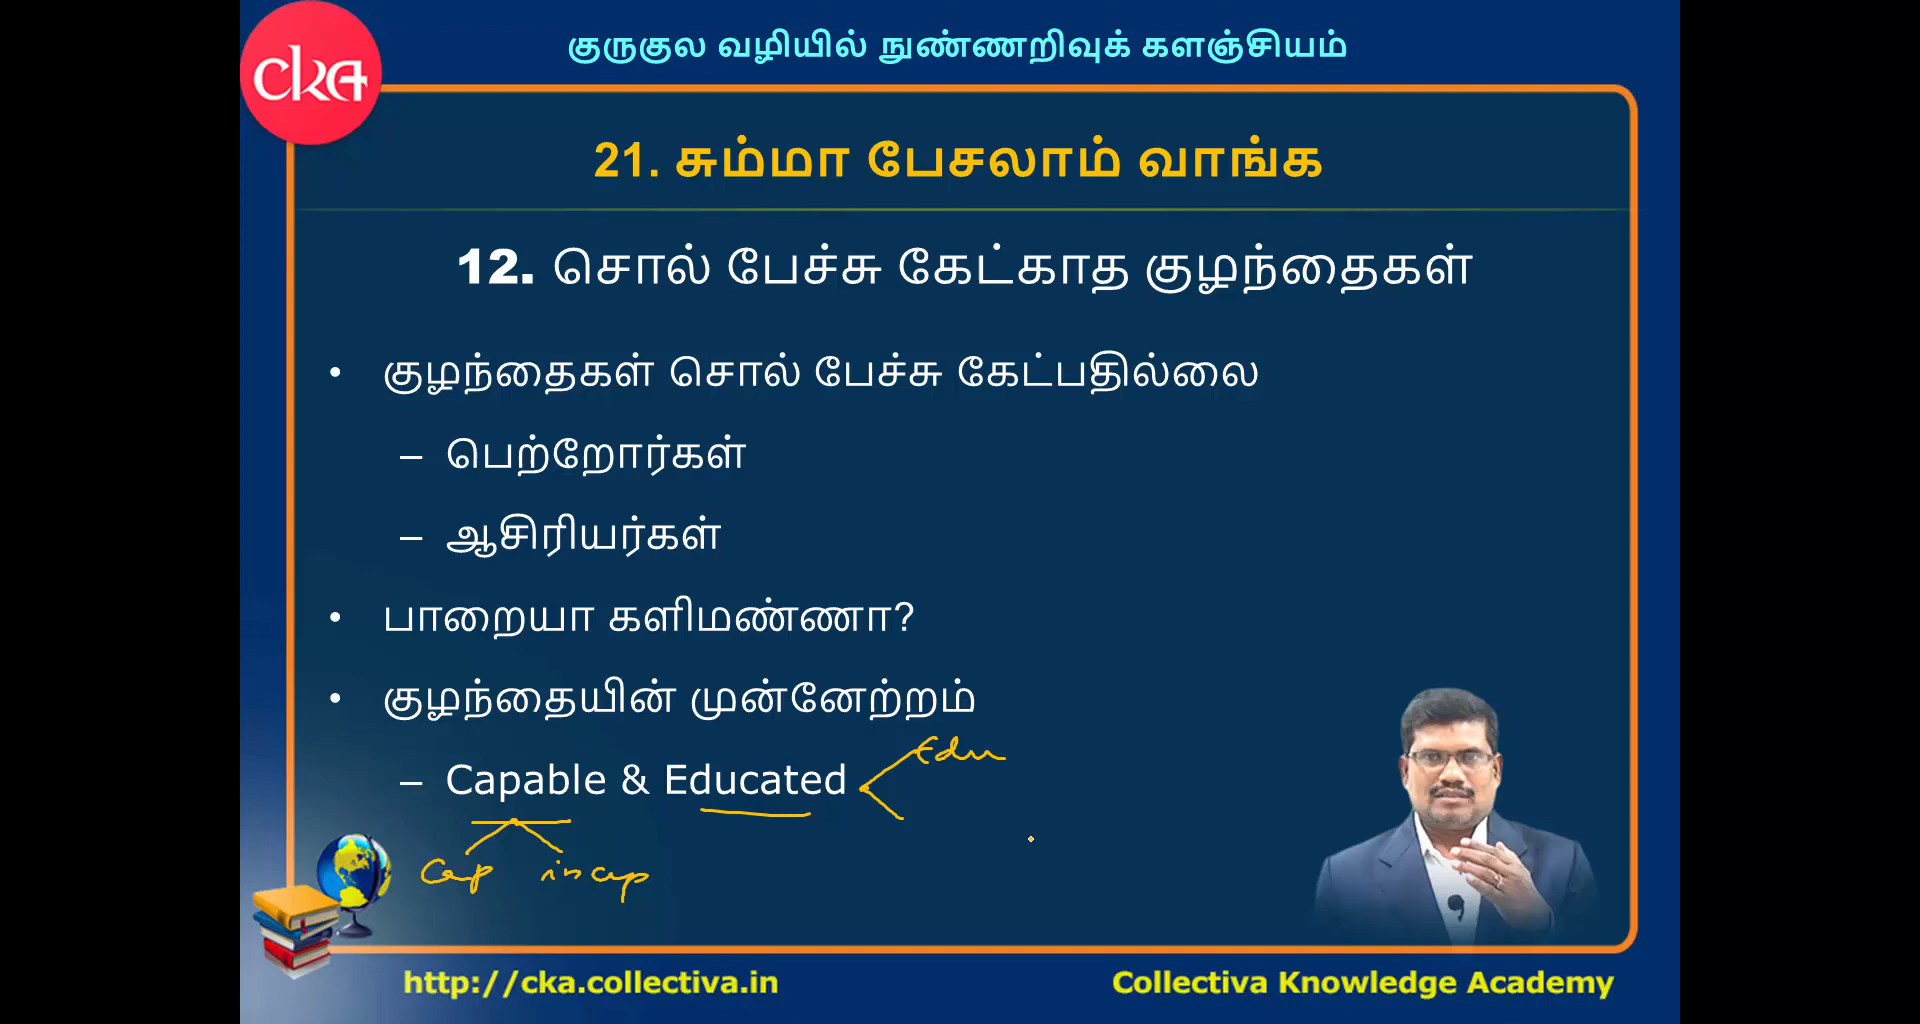 cka
குருகுல வழியில் நுண்ணறிவுக் களஞ்சியம்
21. சும்மா பேசலாம் வாங்க
12. சொல் பேச்சு கேட்காத குழந்தைகள்
• குழந்தைகள் சொல் பேச்சு கேட்பதில்லை
– பெற்றோர்கள்
– ஆசிரியர்கள்
• பாறையா களிமண்ணா?
• குழந்தையின் முன்னேற்றம்
– Capable & Educated
Edu
Cap incap
http://cka.collectiva.in
Collectiva Knowledge Academy